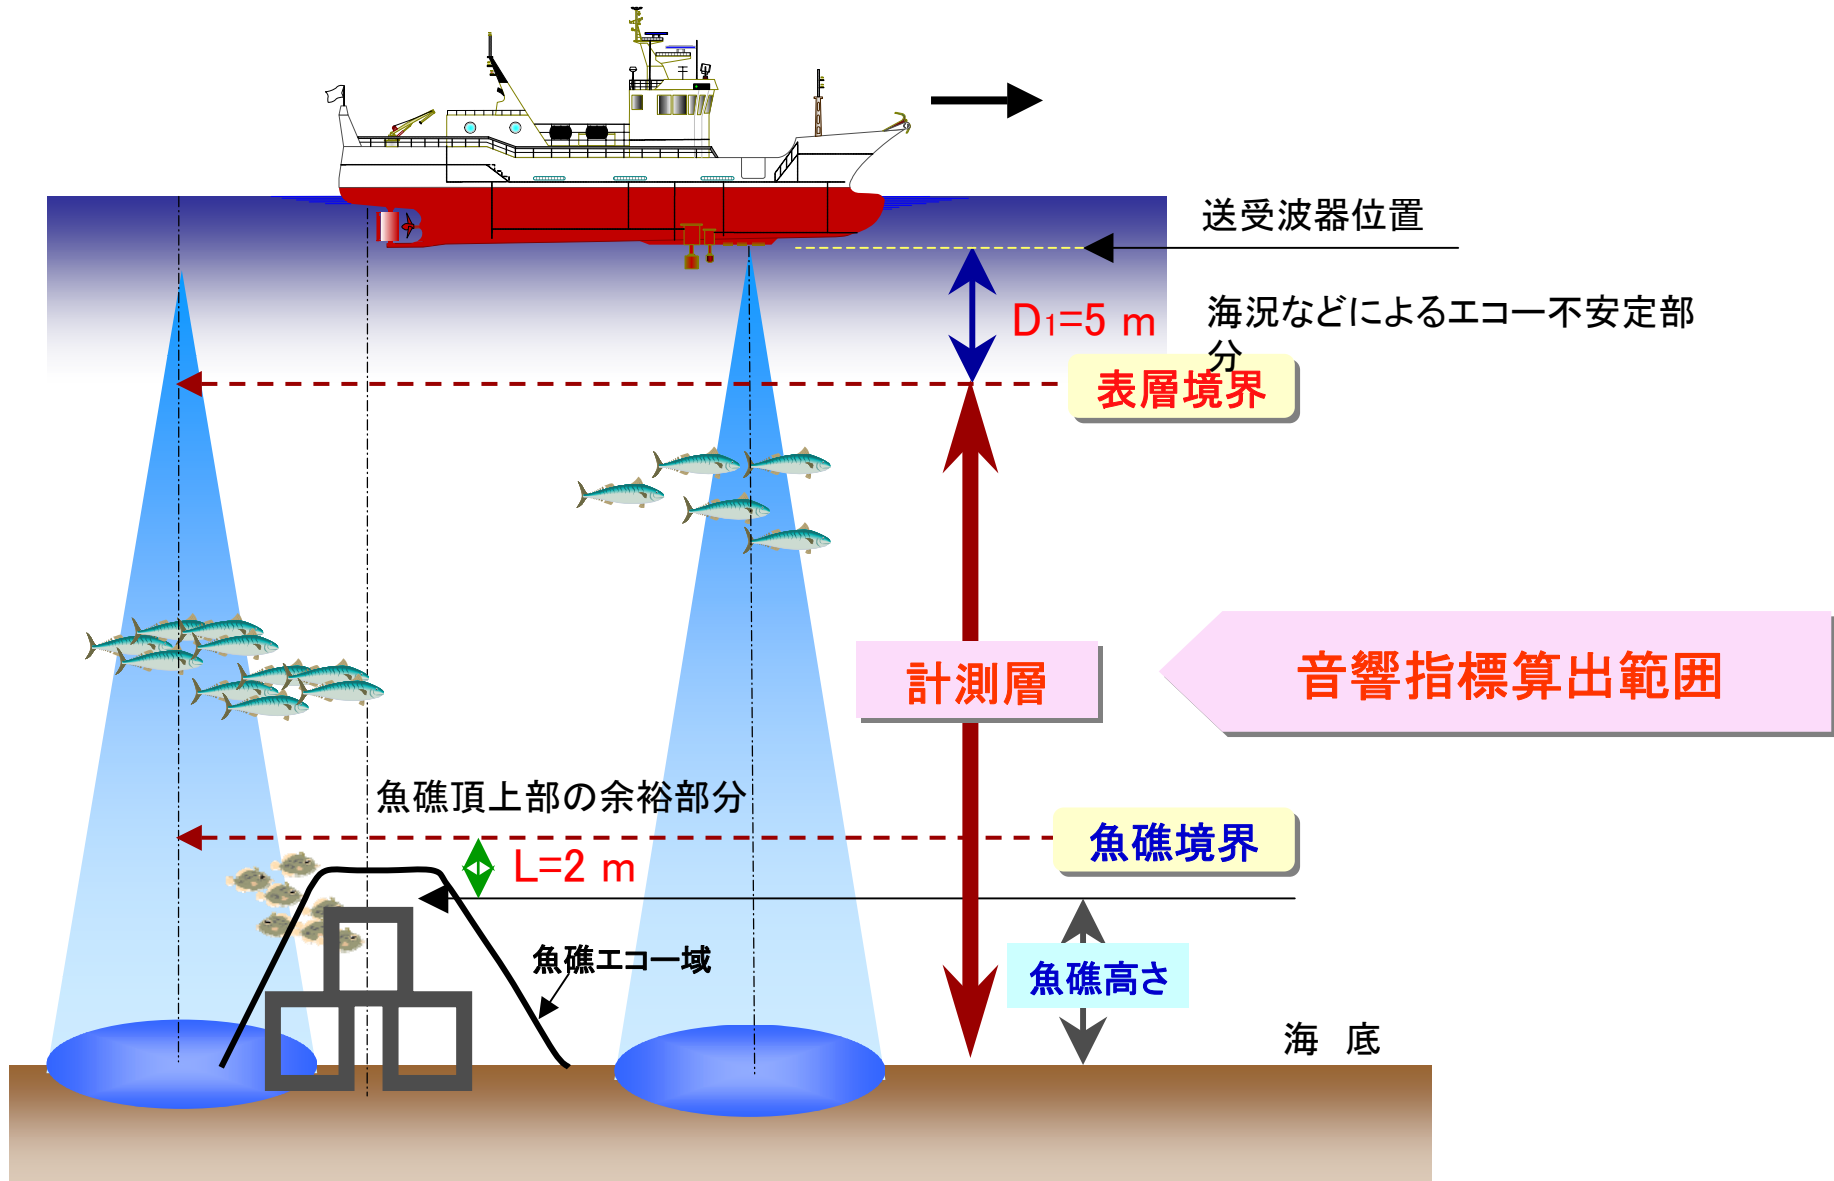 送受波器位置
D1=5 m
海況などによるエコー不安定部
分
表層境界
計測層
音響指標算出範囲
魚礁頂上部の余裕部分
魚礁境界
L=2 m
魚礁エコー域
魚礁高さ
海　底